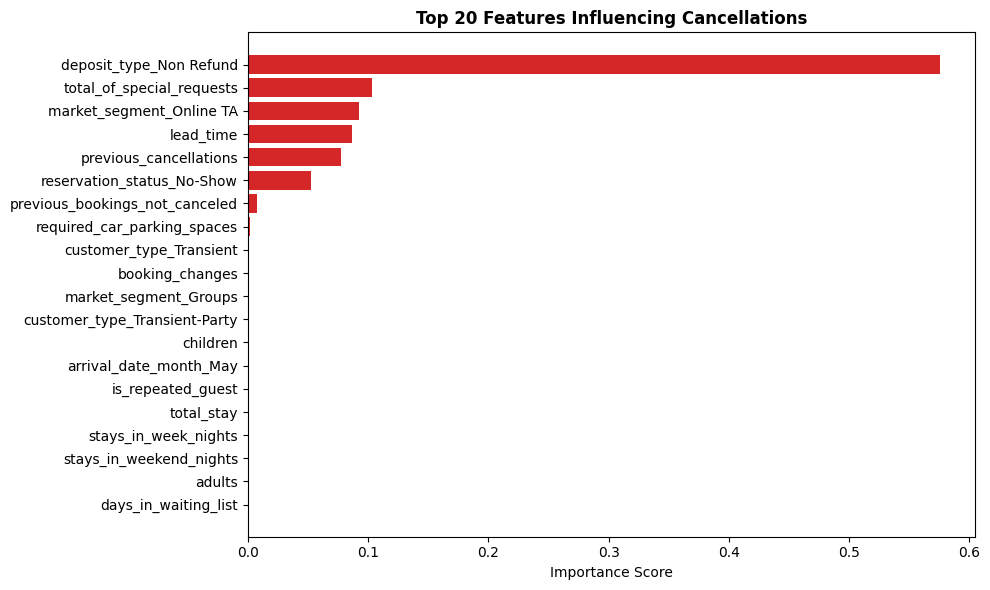 Top 20 Features Influencing Cancellations
deposit_type_Non Refund
total_of_special_requests
market_segment_Online TA
lead_time
previous_cancellations
reservation_status_No-Show
previous_bookings_not_canceled
required_car_parking_spaces
customer_type_Transient
booking_changes
market_segment_Groups
customer_type_Transient-Party
children
arrival_date_month_May
is_repeated_guest
total_stay
stays_in_week_nights
stays_in_weekend_nights
adults
days_in_waiting_list
0.0 0.1 0.2 0.3 0.4 0.5 0.6
Importance Score